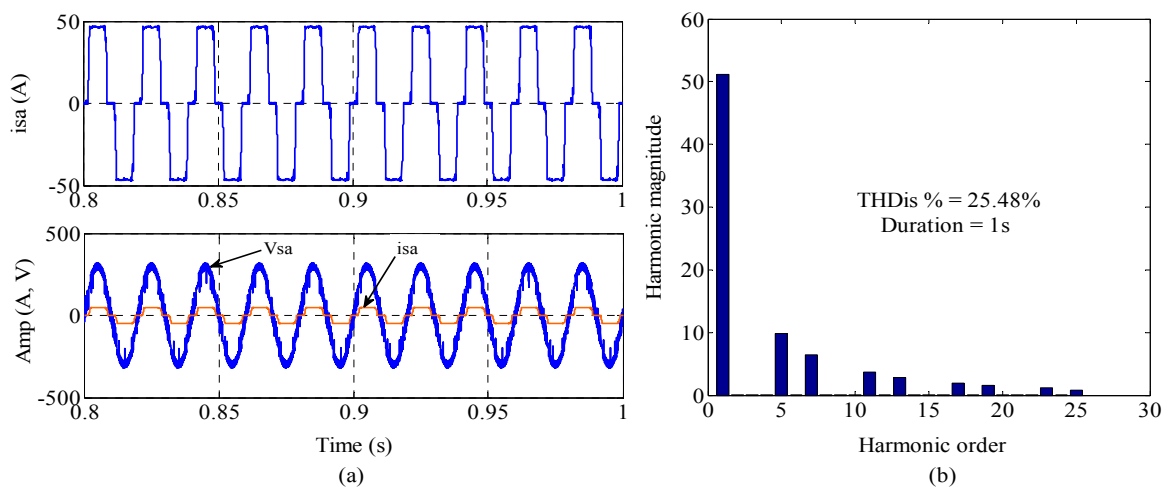 50
0
-50
isa (A)
0.8 0.85 0.9 0.95 1
500
0
-500
Amp (A, V)
Vsa
isa
0.8 0.85 0.9 0.95 1
Time (s)
(a)
60
50
40
30
20
10
0
Harmonic magnitude
THDis % = 25.48%
Duration = 1s
0 5 10 15 20 25 30
Harmonic order
(b)